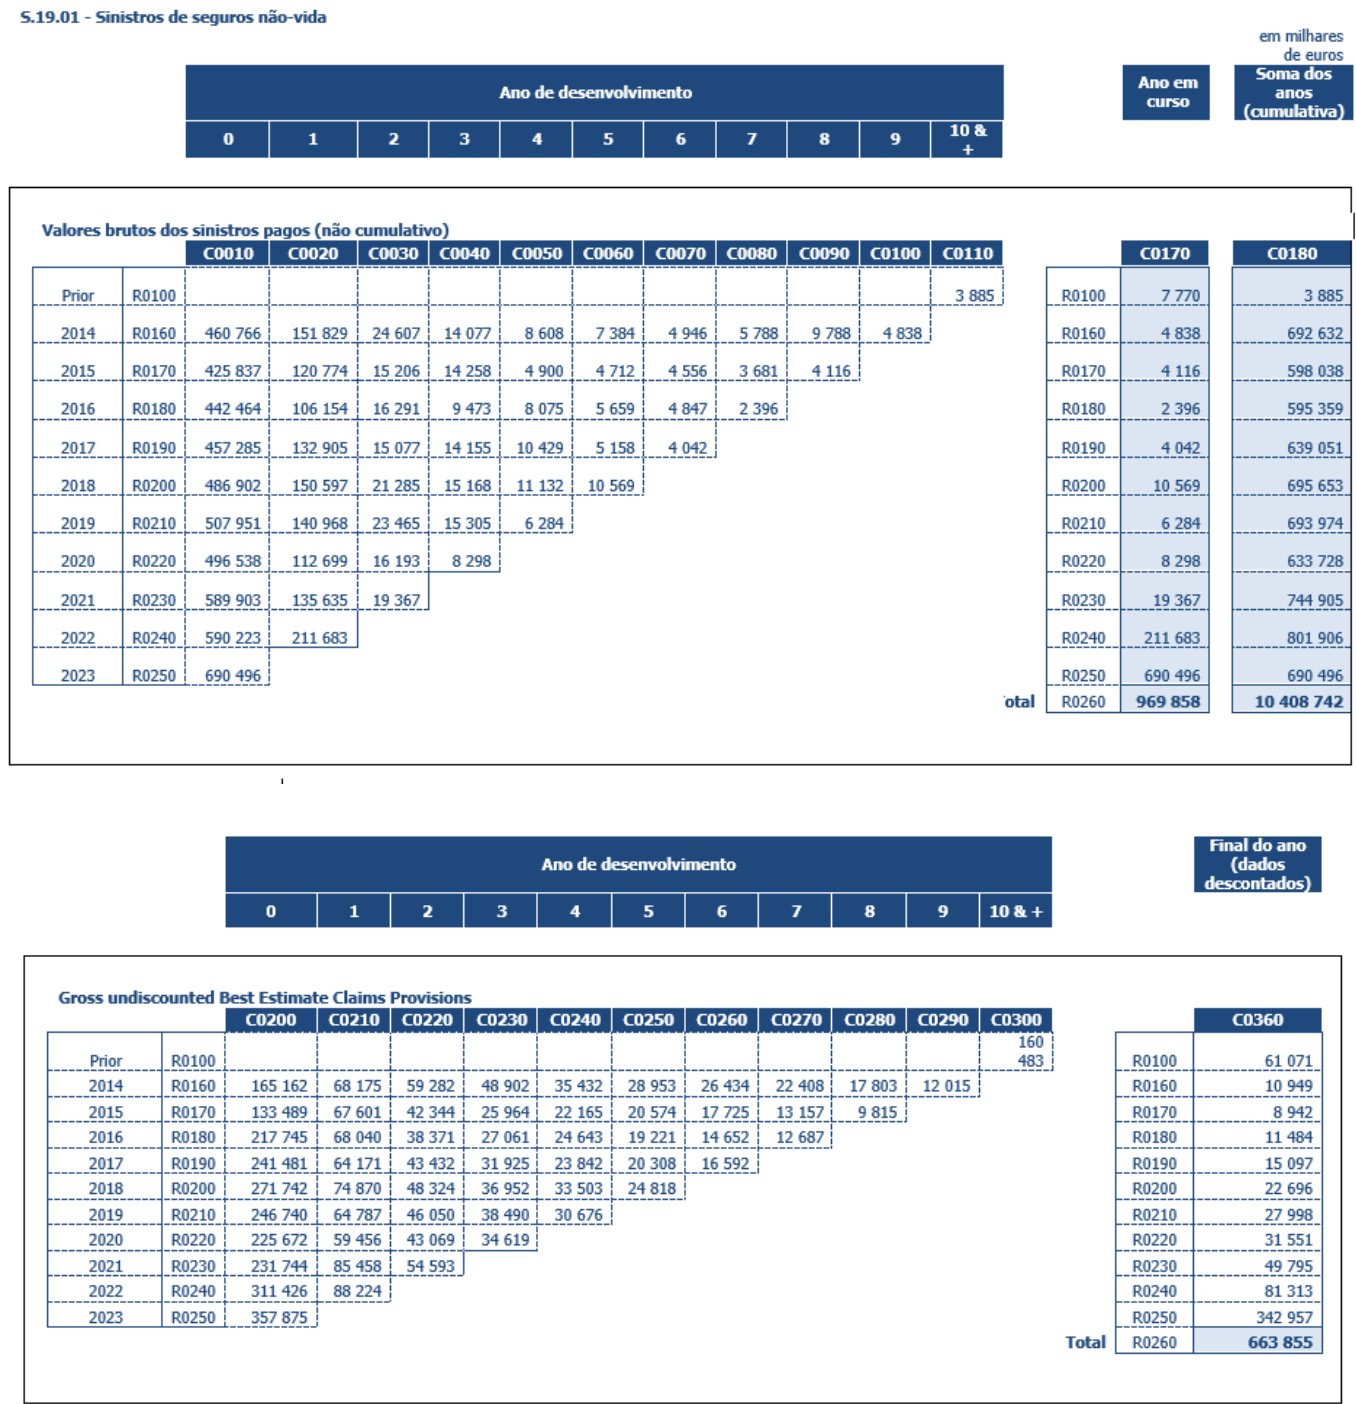 S.19.01 - Sinistros de seguros não-vida
em milhares
de euros
Ano de desenvolvimento
Ano em
curso
Soma dos
anos
(cumulativa)
0 1 2 3 4 5 6 7 8 9 10 &
+
Valores brutos dos sinistros pagos (não cumulativo)
C0010 C0020 C0030 C0040 C0050 C0060 C0070 C0080 C0090 C0100 C0110 C0170 C0180
Prior R0100 3 885 R0100 7 770 3 885
2014 R0160 460 766 151 829 24 607 14 077 8 608 7 384 4 946 5 788 9 788 4 838 R0160 4 838 692 632
2015 R0170 425 837 120 774 15 206 14 258 4 900 4 712 4 556 3 681 4 116 R0170 4 116 598 038
2016 R0180 442 464 106 154 16 291 9 473 8 075 5 659 4 847 2 396 R0180 2 396 595 359
2017 R0190 457 285 132 905 15 077 14 155 10 429 5 158 4 042 R0190 4 042 639 051
2018 R0200 486 902 150 597 21 285 15 168 11 132 10 569 R0200 10 569 695 653
2019 R0210 507 951 140 968 23 465 15 305 6 284 R0210 6 284 693 974
2020 R0220 496 538 112 699 16 193 8 298 R0220 8 298 633 728
2021 R0230 589 903 135 635 19 367 R0230 19 367 744 905
2022 R0240 590 223 211 683 R0240 211 683 801 906
2023 R0250 690 496 R0250 690 496 690 496
otal R0260 969 858 10 408 742
Ano de desenvolvimento
Final do ano
(dados
descontados)
0 1 2 3 4 5 6 7 8 9 10 & +
Gross undiscounted Best Estimate Claims Provisions
C0200 C0210 C0220 C0230 C0240 C0250 C0260 C0270 C0280 C0290 C0300 C0360
160
Prior R0100 483 R0100 61 071
2014 R0160 165 162 68 175 59 282 48 902 35 432 28 953 26 434 22 408 17 803 12 015 R0160 10 949
2015 R0170 133 489 67 601 42 344 25 964 22 165 20 574 17 725 13 157 9 815 R0170 8 942
2016 R0180 217 745 68 040 38 371 27 061 24 643 19 221 14 652 12 687 R0180 11 484
2017 R0190 241 481 64 171 43 432 31 925 23 842 20 308 16 592 R0190 15 097
2018 R0200 271 742 74 870 48 324 36 952 33 503 24 818 R0200 22 696
2019 R0210 246 740 64 787 46 050 38 490 30 676 R0210 27 998
2020 R0220 225 672 59 456 43 069 34 619 R0220 31 551
2021 R0230 231 744 85 458 54 593 R0230 49 795
2022 R0240 311 426 88 224 R0240 81 313
2023 R0250 357 875 R0250 342 957
Total R0260 663 855